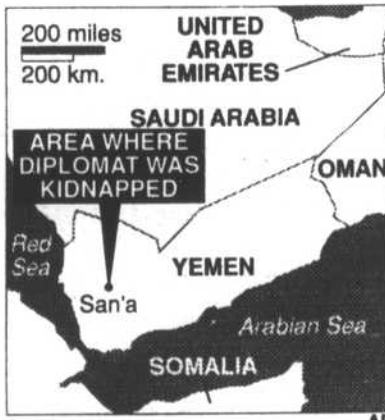 200 miles
200 km.
UNITED
ARAB
EMIRATES
SAUDI ARABIA
AREA WHERE
DIPLOMAT WAS
KIDNAPPED
OMAN
Red
Sea
YEMEN
San'a
Arabian Sea
SOMALIA